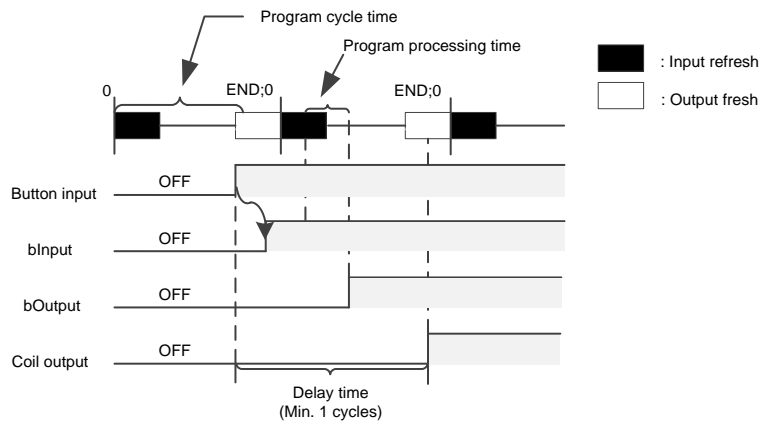 Program cycle time
Program processing time
: Input refresh
: Output fresh
0
END;0
END;0
Button input
OFF
bInput
OFF
bOutput
OFF
Coil output
OFF
Delay time
(Min. 1 cycles)